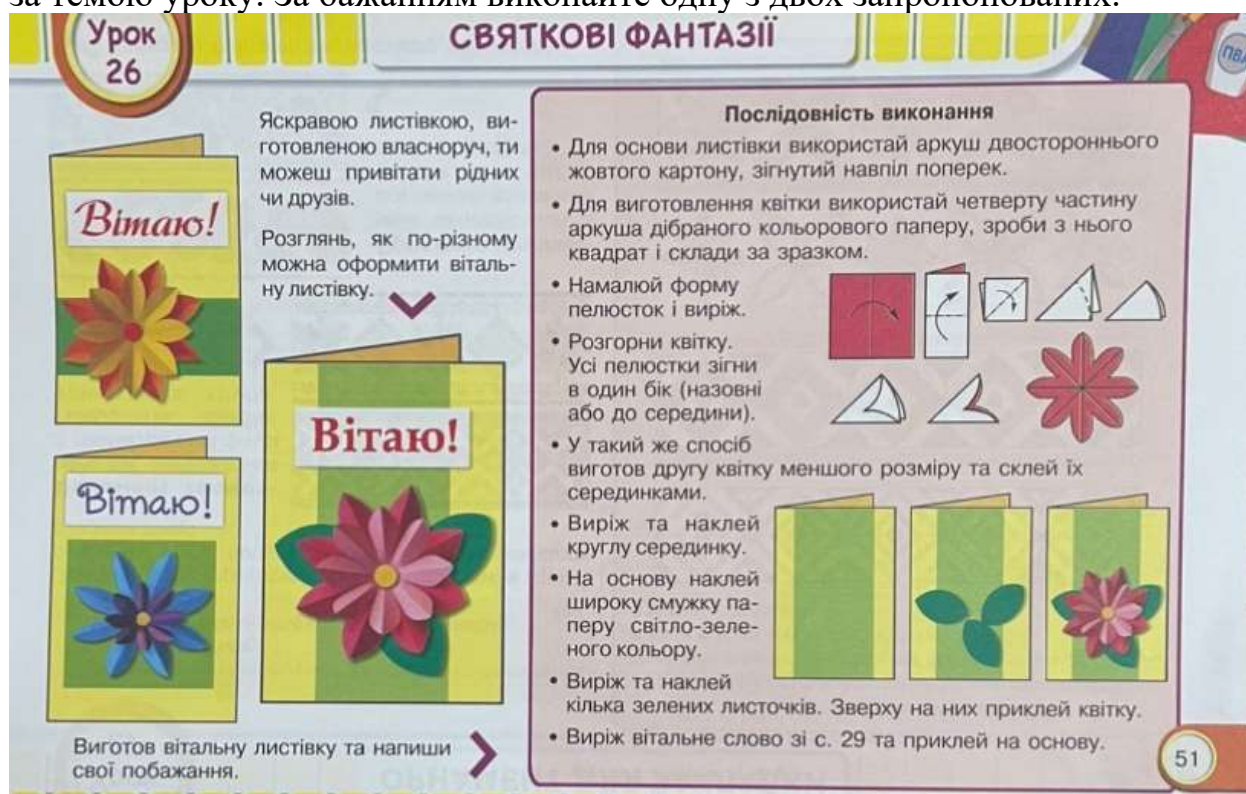 за темою уроку. За бажанням виконайте одну з двох запропонованих.
Урок
26
СВЯТКОВІ ФАНТАЗІЇ
ПВА
Яскравою листівкою, ви-
готовленою власноруч, ти
можеш привітати рідних
чи друзів.
Розглянь, як по-різному
можна оформити віталь-
ну листівку.
Вітаю!
Вітаю!
Вітаю!
Виготов вітальну листівку та напиши
свої побажання.
Послідовність виконання
• Для основи листівки використай аркуш двостороннього
жовтого картону, зігнутий навпіл поперек.
• Для виготовлення квітки використай четверту частину
аркуша дібраного кольорового паперу, зроби з нього
квадрат і склади за зразком.
• Намалюй форму
пелюсток і виріж.
• Розгорни квітку.
Усі пелюстки зігни
в один бік (назовні
або до середини).
• У такий же спосіб
виготов другу квітку меншого розміру та склей їх
серединками.
• Виріж та наклей
круглу серединку.
• На основу наклей
широку смужку па-
перу світло-зеле-
ного кольору.
• Виріж та наклей
кілька зелених листочків. Зверху на них приклей квітку.
• Виріж вітальне слово зі с. 29 та приклей на основу.
51